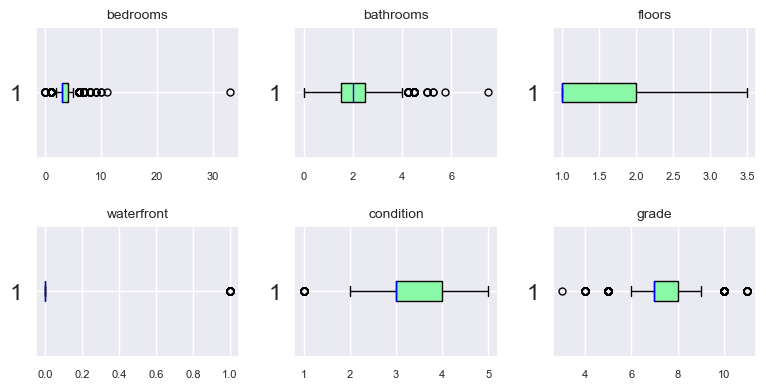 bedrooms
bathrooms
floors
1
1
1
0 10 20 30
0 2 4 6
1.0 1.5 2.0 2.5 3.0 3.5
waterfront
condition
grade
1
1
1
0.0 0.2 0.4 0.6 0.8 1.0
1 2 3 4 5
4 6 8 10